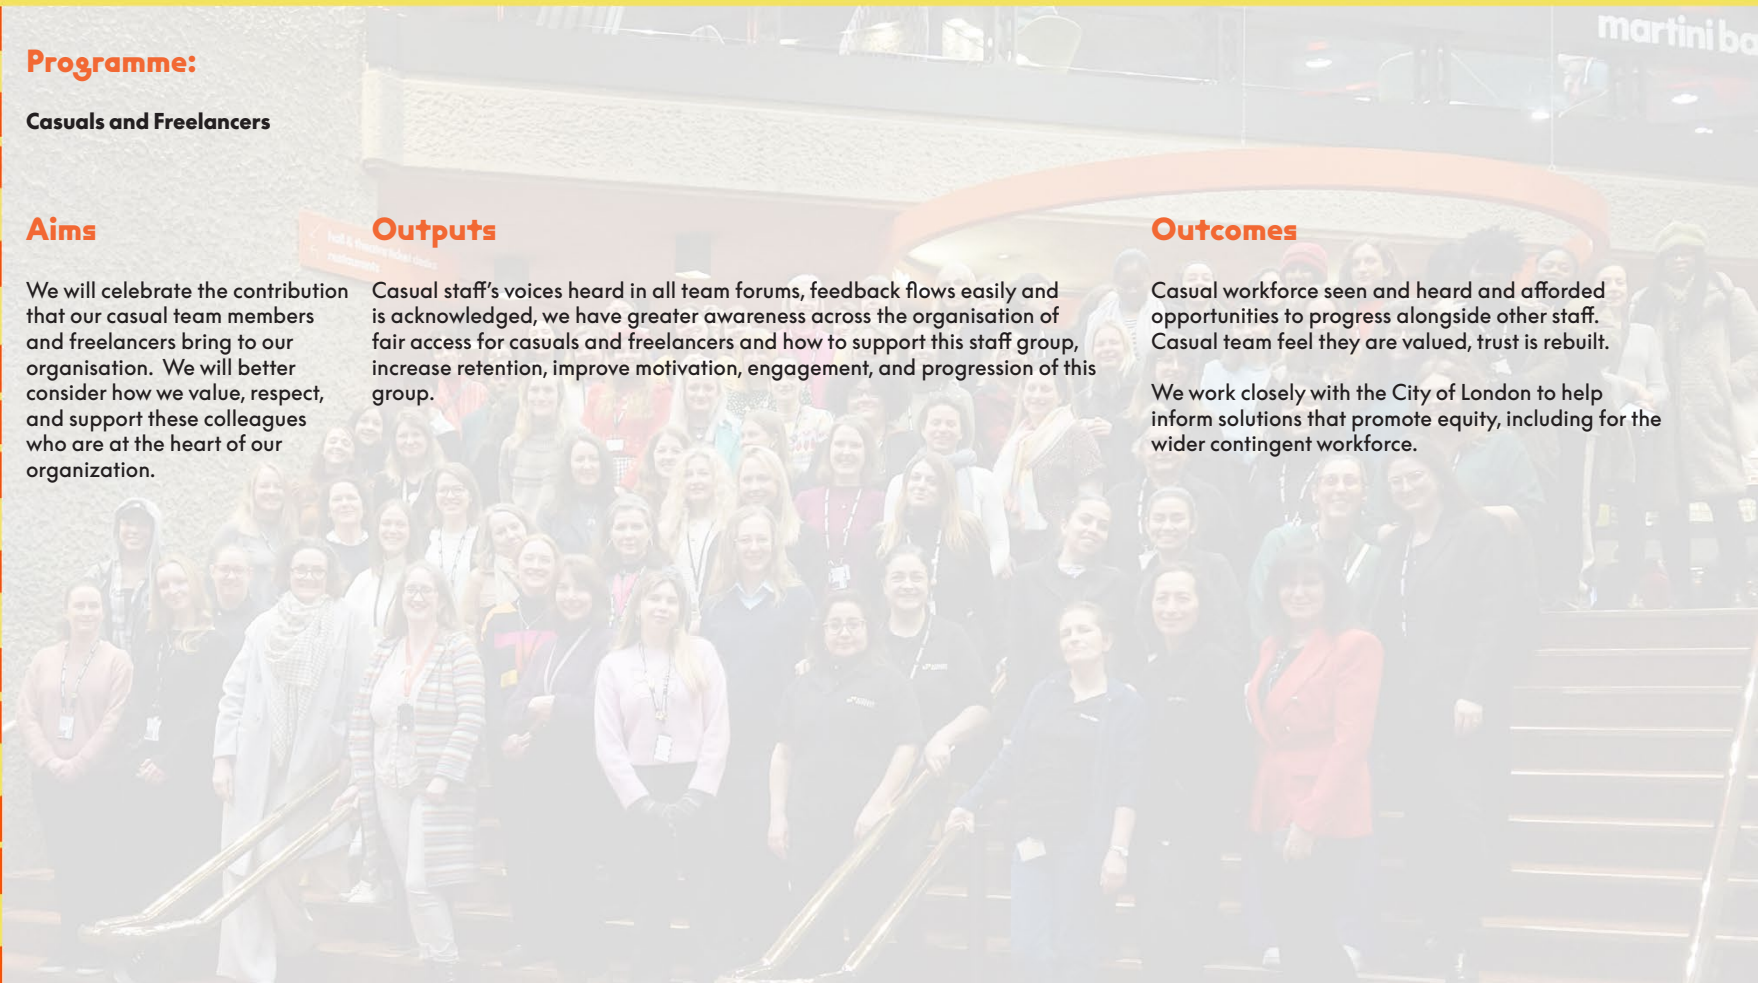 martini ba
Programme:
Casuals and Freelancers
Aims
We will celebrate the contribution
that our casual team members
and freelancers bring to our
organisation.  We will better
consider how we value, respect,
and support these colleagues
who are at the heart of our
organization.
Outputs
Casual staff’s voices heard in all team forums, feedback flows easily and
is acknowledged, we have greater awareness across the organisation of
fair access for casuals and freelancers and how to support this staff group,
increase retention, improve motivation, engagement, and progression of this
group.
Outcomes
Casual workforce seen and heard and afforded
opportunities to progress alongside other staff.
Casual team feel they are valued, trust is rebuilt.
We work closely with the City of London to help
inform solutions that promote equity, including for the
wider contingent workforce.
hall & theatre ticket desks
restaurants